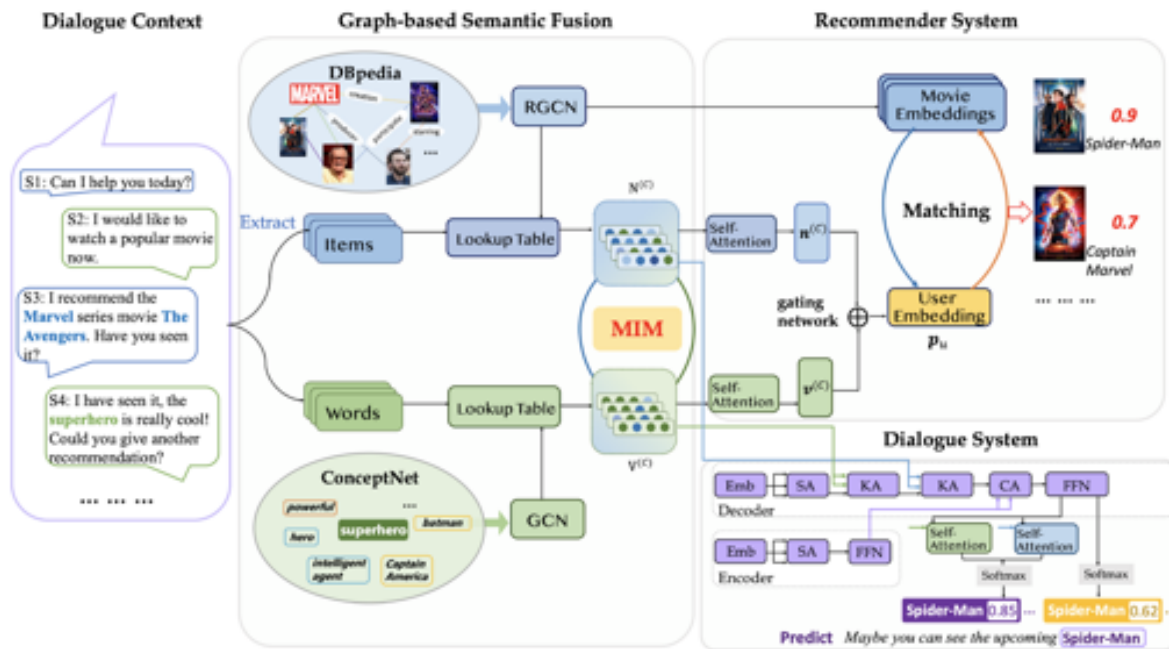 Dialogue Context
Graph-based Semantic Fusion
Recommender System
S1: Can I help you today?
S2: I would like to
watch a popular movie
now.
S3: I recommend the
Marvel series movie The
Avengers. Have you seen
it?
S4: I have seen it, the
superhero is really cool!
Could you give another
recommendation?
... ... ...
DBpedia
MARVEL
creation
producer
participate
starring
...
RGCN
Extract
Items
Lookup Table
N(C)
MIM
Words
Lookup Table
V(C)
ConceptNet
powerful
...
batman
hero
superhero
intelligent
agent
Captain
America
GCN
Movie
Embeddings
0.9
Spider-Man
Matching
0.7
Captain
Marvel
... ... ...
Self-
Attention
n(C)
gating
network
User
Embedding
pu
Self-
Attention
v(C)
Dialogue System
Emb
SA
KA
KA
CA
FFN
Decoder
Emb
SA
FFN
Encoder
Self-
Attention
Self-
Attention
Softmax
Softmax
Spider-Man 0.85 ...
Spider-Man 0.62 ...
Predict Maybe you can see the upcoming Spider-Man